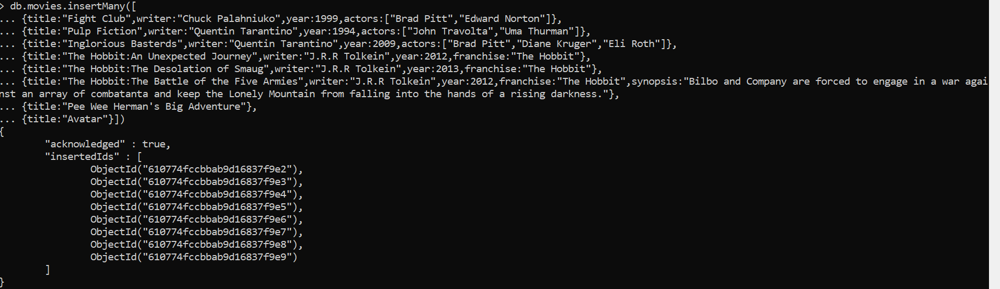 > db.movies.insertMany([
... {title:"Fight Club",writer:"Chuck Palahniuko",year:1999,actors:["Brad Pitt","Edward Norton"]},
... {title:"Pulp Fiction",writer:"Quentin Tarantino",year:1994,actors:["John Travolta","Uma Thurman"]},
... {title:"Inglorious Basterds",writer:"Quentin Tarantino",year:2009,actors:["Brad Pitt","Diane Kruger","Eli Roth"]},
... {title:"The Hobbit:An Unexpected Journey",writer:"J.R.R Tolkein",year:2012,franchise:"The Hobbit"},
... {title:"The Hobbit:The Desolation of Smaug",writer:"J.R.R Tolkein",year:2013,franchise:"The Hobbit"},
... {title:"The Hobbit:The Battle of the Five Armies",writer:"J.R.R Tolkein",year:2012,franchise:"The Hobbit",synopsis:"Bilbo and Company are forced to engage in a war agai
nst an array of combatanta and keep the Lonely Mountain from falling into the hands of a rising darkness."},
... {title:"Pee Wee Herman's Big Adventure"},
... {title:"Avatar"}])
{
        "acknowledged" : true,
        "insertedIds" : [
                ObjectId("610774fccbbab9d16837f9e2"),
                ObjectId("610774fccbbab9d16837f9e3"),
                ObjectId("610774fccbbab9d16837f9e4"),
                ObjectId("610774fccbbab9d16837f9e5"),
                ObjectId("610774fccbbab9d16837f9e6"),
                ObjectId("610774fccbbab9d16837f9e7"),
                ObjectId("610774fccbbab9d16837f9e8"),
                ObjectId("610774fccbbab9d16837f9e9")
        ]
}